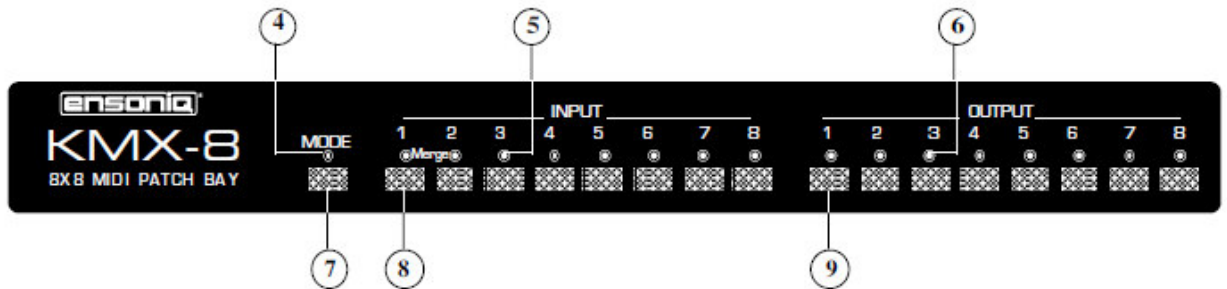 4 5 6
ensoniq
INPUT OUTPUT
KMX-8 MODE 1 2 3 4 5 6 7 8 1 2 3 4 5 6 7 8
Merge
8X8 MIDI PATCH BAY
7 8 9